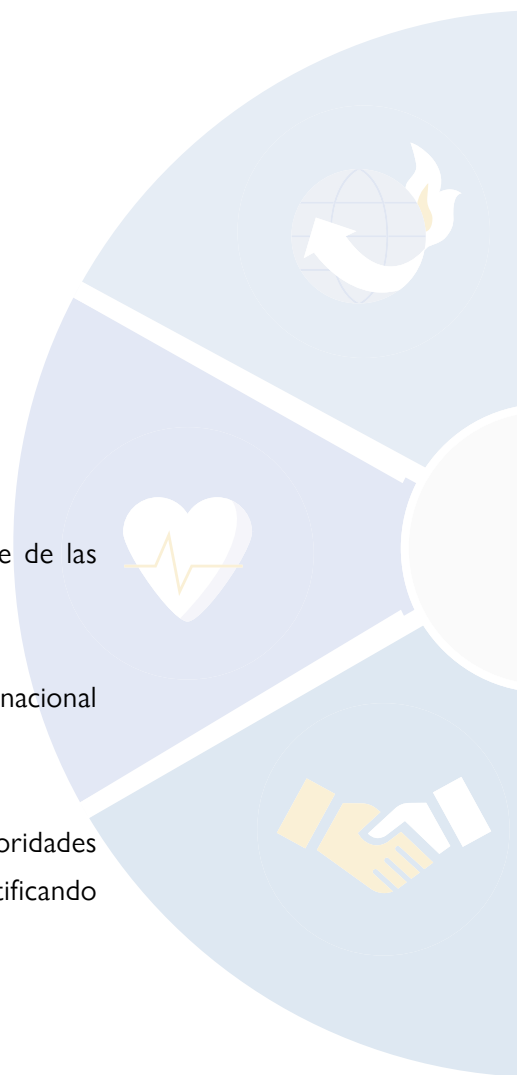 e de las
nacional
oridades
tificando